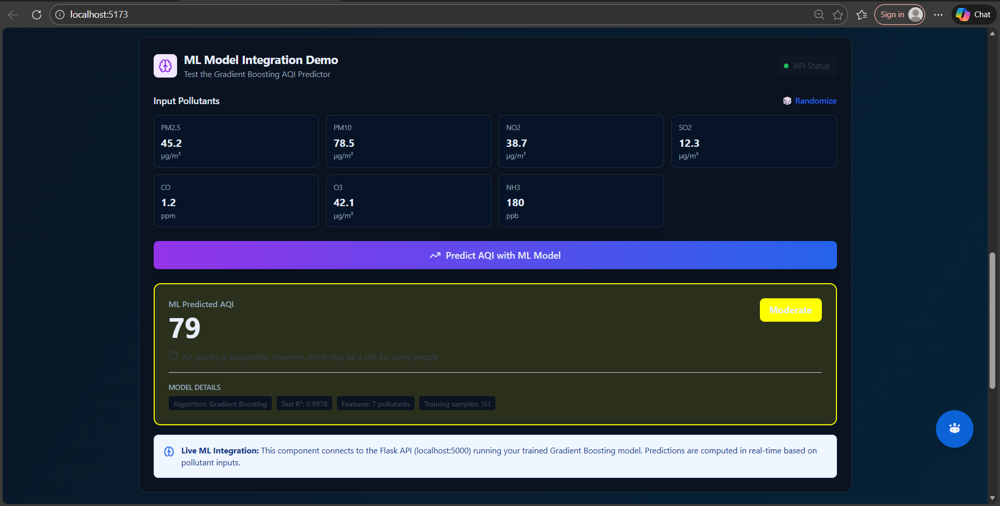 localhost:5173
Sign in
Chat
ML Model Integration Demo
Test the Gradient Boosting AQI Predictor
API Status
Input Pollutants
Randomize
PM2.5
45.2
µg/m³
PM10
78.5
µg/m³
NO2
38.7
µg/m³
SO2
12.3
µg/m³
CO
1.2
ppm
O3
42.1
µg/m³
NH3
180
ppb
Predict AQI with ML Model
ML Predicted AQI
Moderate
79
Air quality is acceptable. However, there may be a risk for some people
MODEL DETAILS
Algorithm: Gradient Boosting
Test R²: 0.9978
Features: 7 pollutants
Training samples: 151
Live ML Integration: This component connects to the Flask API (localhost:5000) running your trained Gradient Boosting model. Predictions are computed in real-time based on
pollutant inputs.